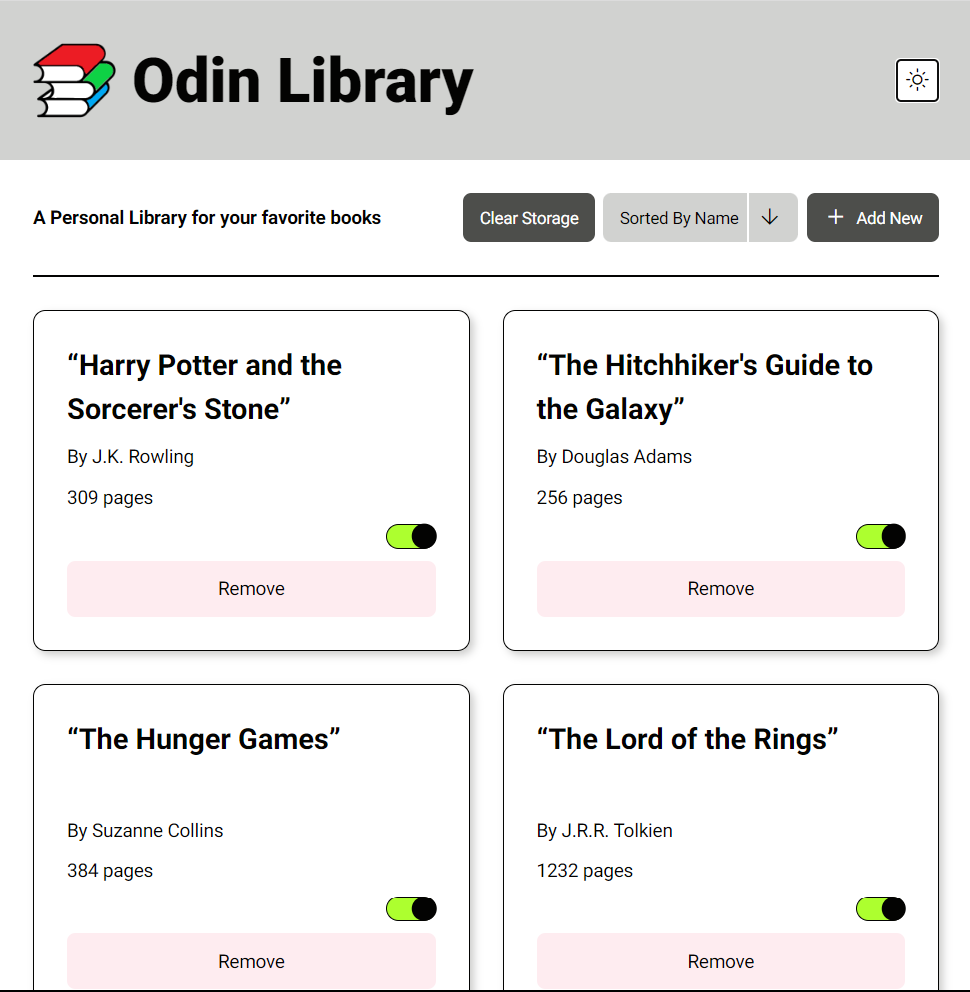 Odin Library
A Personal Library for your favorite books
Clear Storage
Sorted By Name
Add New
“Harry Potter and the
Sorcerer's Stone”
By J.K. Rowling
309 pages
Remove
“The Hitchhiker's Guide to
the Galaxy”
By Douglas Adams
256 pages
Remove
“The Hunger Games”
By Suzanne Collins
384 pages
Remove
“The Lord of the Rings”
By J.R.R. Tolkien
1232 pages
Remove